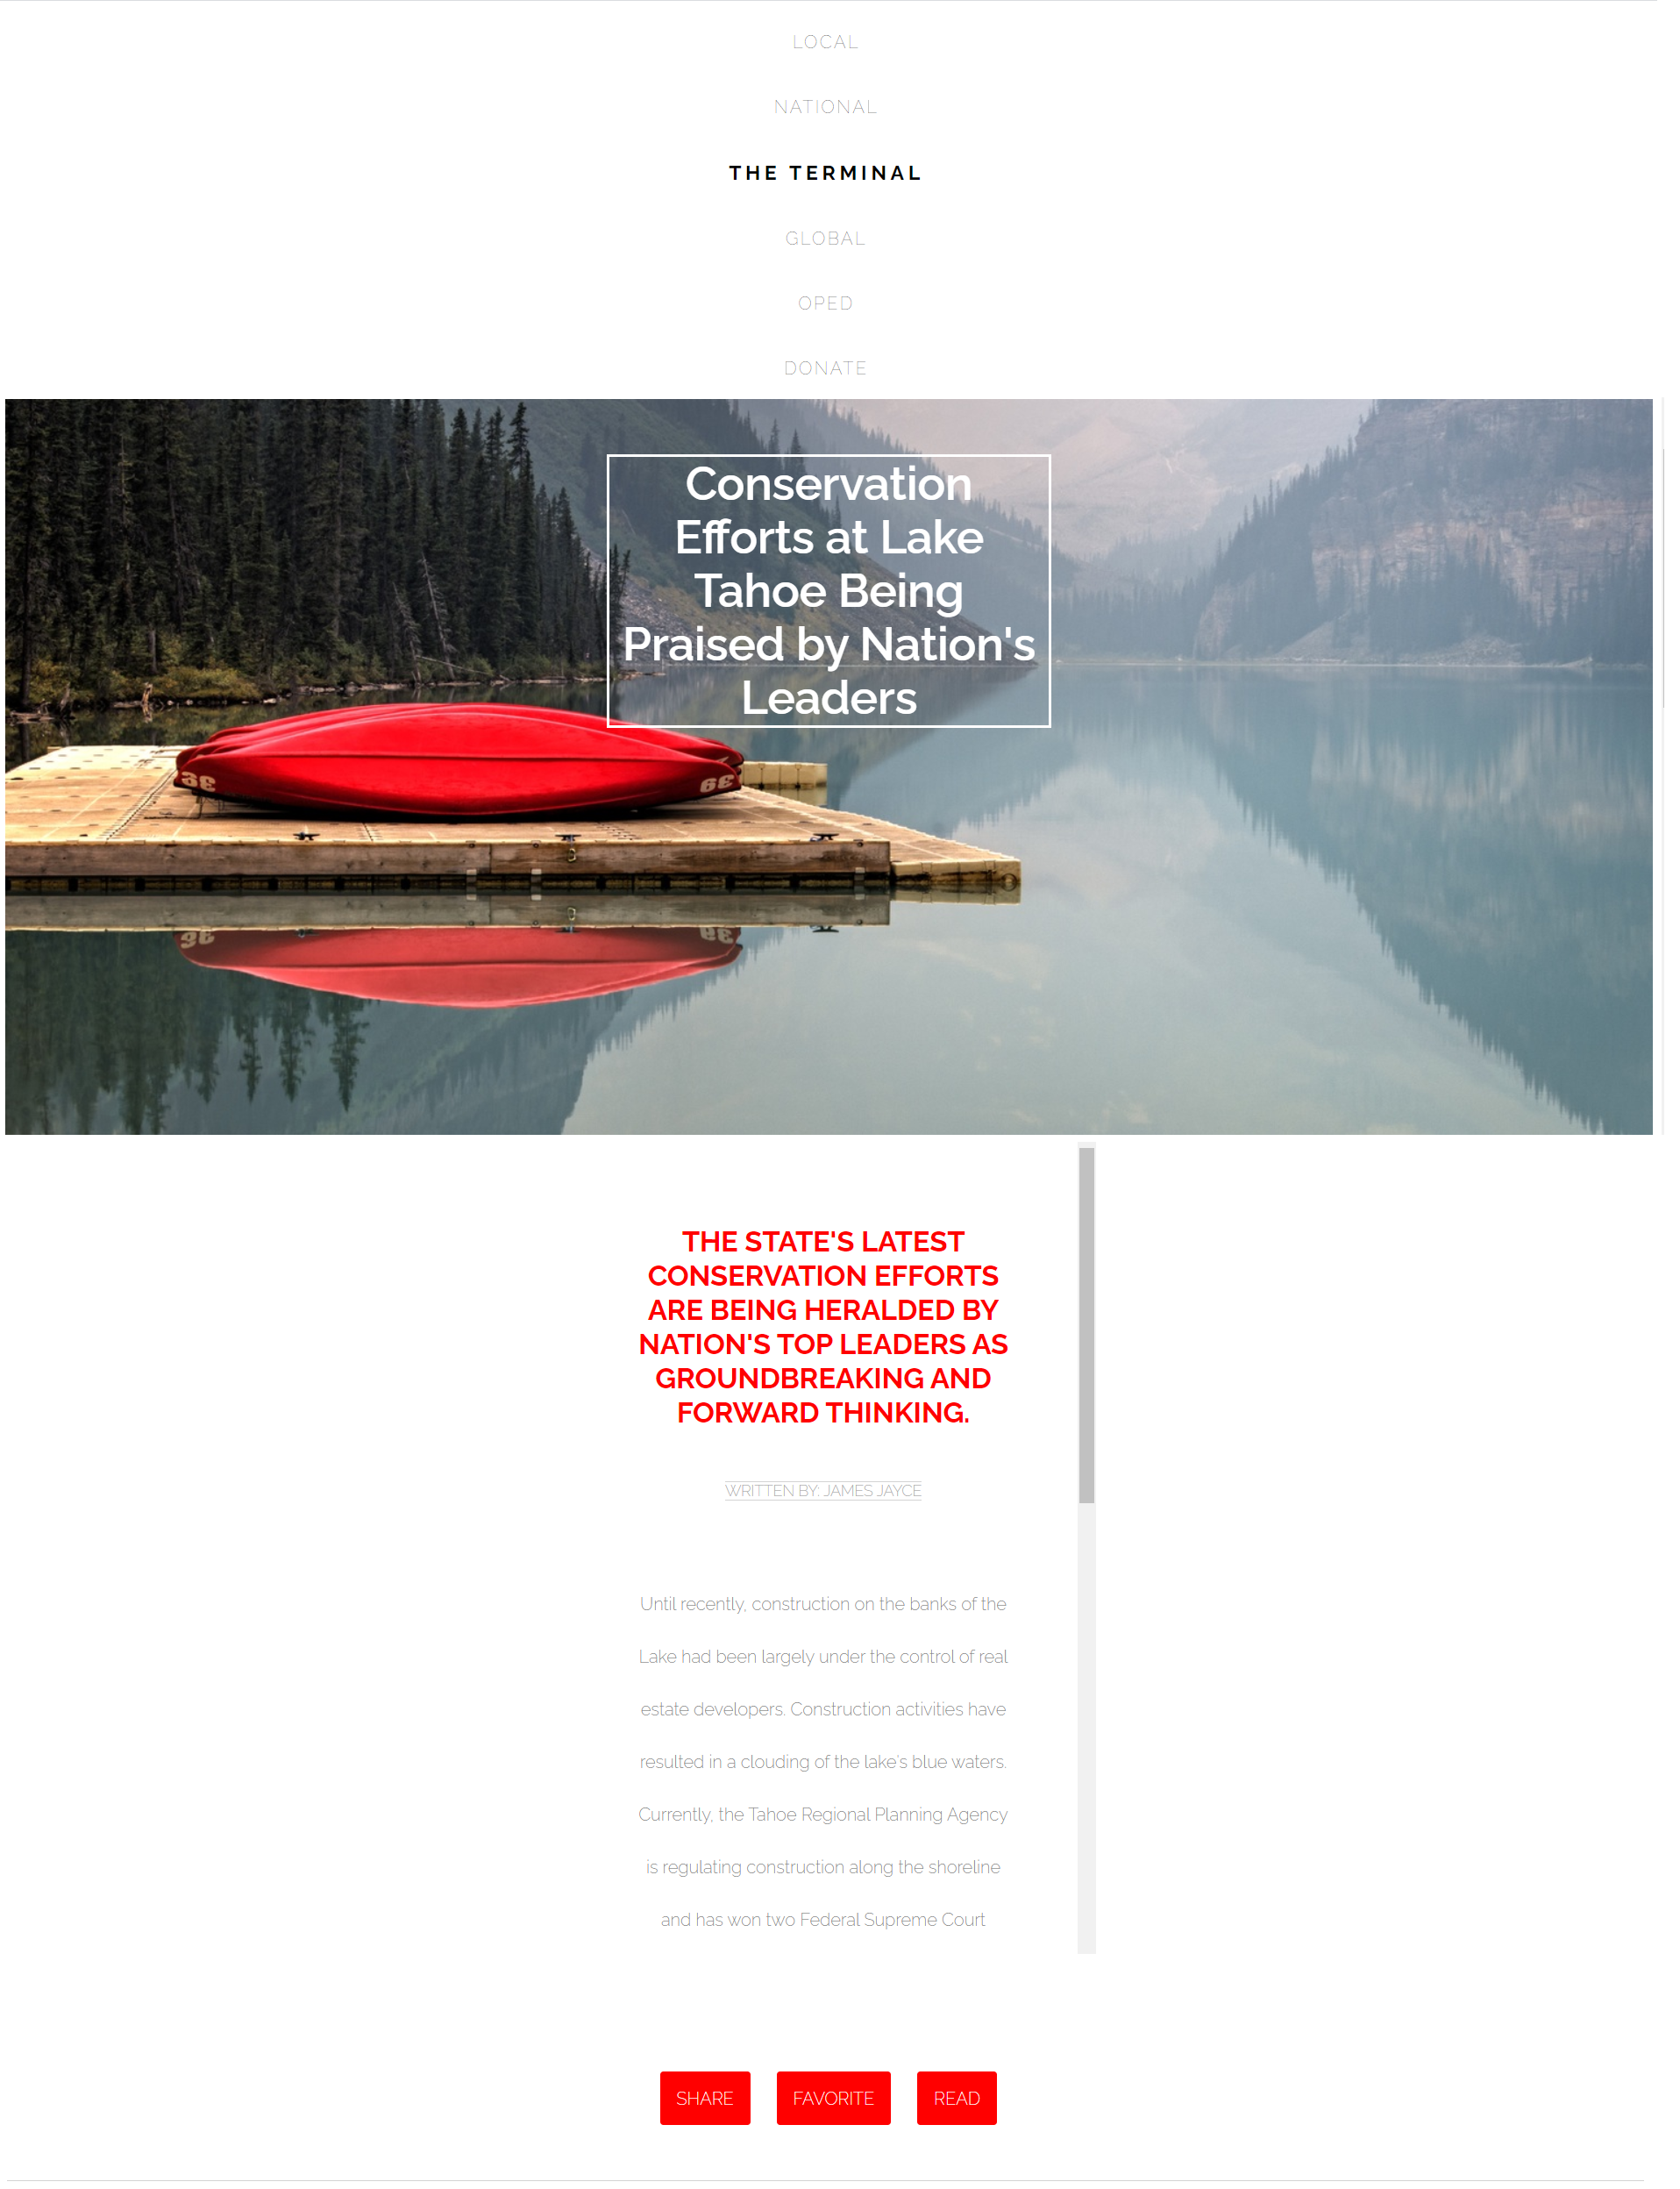 LOCAL
NATIONAL
THE TERMINAL
GLOBAL
OPED
DONATE
Conservation
Efforts at Lake
Tahoe Being
Praised by Nation's
Leaders
36
36
THE STATE'S LATEST
CONSERVATION EFFORTS
ARE BEING HERALDED BY
NATION'S TOP LEADERS AS
GROUNDBREAKING AND
FORWARD THINKING.
WRITTEN BY: JAMES JAYCE
Until recently, construction on the banks of the
Lake had been largely under the control of real
estate developers. Construction activities have
resulted in a clouding of the lake's blue waters.
Currently, the Tahoe Regional Planning Agency
is regulating construction along the shoreline
and has won two Federal Supreme Court
SHARE
FAVORITE
READ